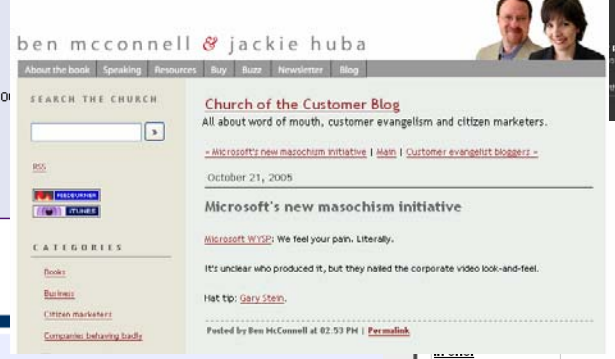 ben mcconnell & jackie huba
About the book Speaking Resources Buy Buzz Newsletter Blog
SEARCH THE CHURCH
»
RSS
FEEDBURNER
iTUNES
CATEGORIES
Books
Business
Citizen marketers
Companies behaving badly
Church of the Customer Blog
All about word of mouth, customer evangelism and citizen marketers.
« Microsoft's new masochism initiative | Main | Customer evangelist bloggers »
October 21, 2005
Microsoft's new masochism initiative
Microsoft WYSP: We feel your pain. Literally.
It's unclear who produced it, but they nailed the corporate video look-and-feel.
Hat tip: Gary Stein.
Posted by Ben McConnell at 02:53 PM | Permalink